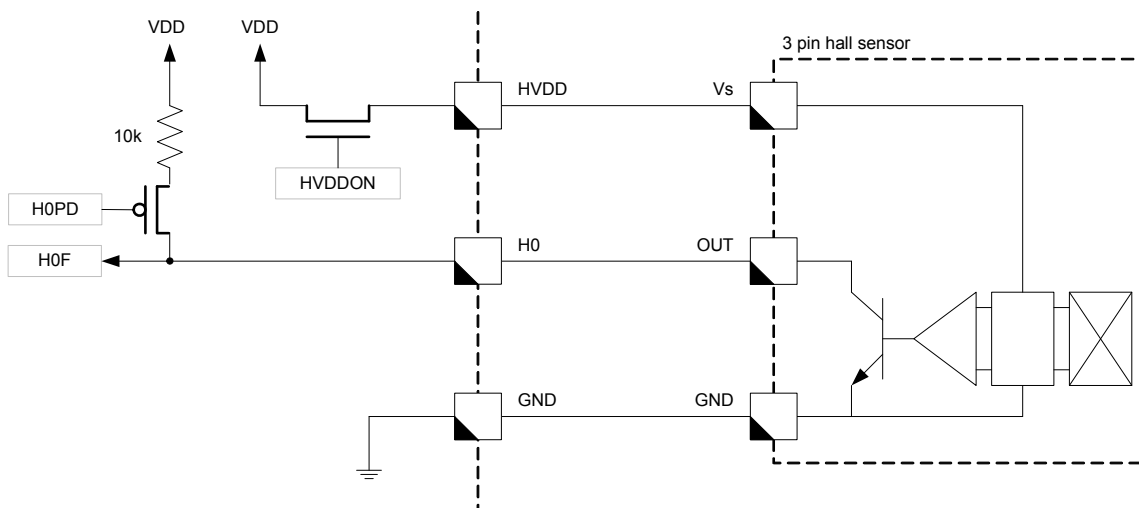 VDD
VDD
3 pin hall sensor
HVDD
Vs
10k
HVDDON
H0PD
H0
OUT
H0F
GND
GND